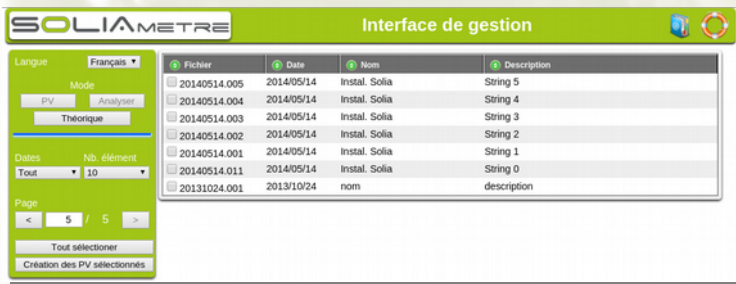 SOLIAMETRE
Interface de gestion
Langue Français
Mode
PV Analyser
Théorique
Dates Nb. élément
Tout 10
Page
< 5 / 5 >
Tout sélectioner
Création des PV sélectionnés
Fichier Date Nom Description
20140514.005 2014/05/14 Instal. Solia String 5
20140514.004 2014/05/14 Instal. Solia String 4
20140514.003 2014/05/14 Instal. Solia String 3
20140514.002 2014/05/14 Instal. Solia String 2
20140514.001 2014/05/14 Instal. Solia String 1
20140514.011 2014/05/14 Instal. Solia String 0
20131024.001 2013/10/24 nom description